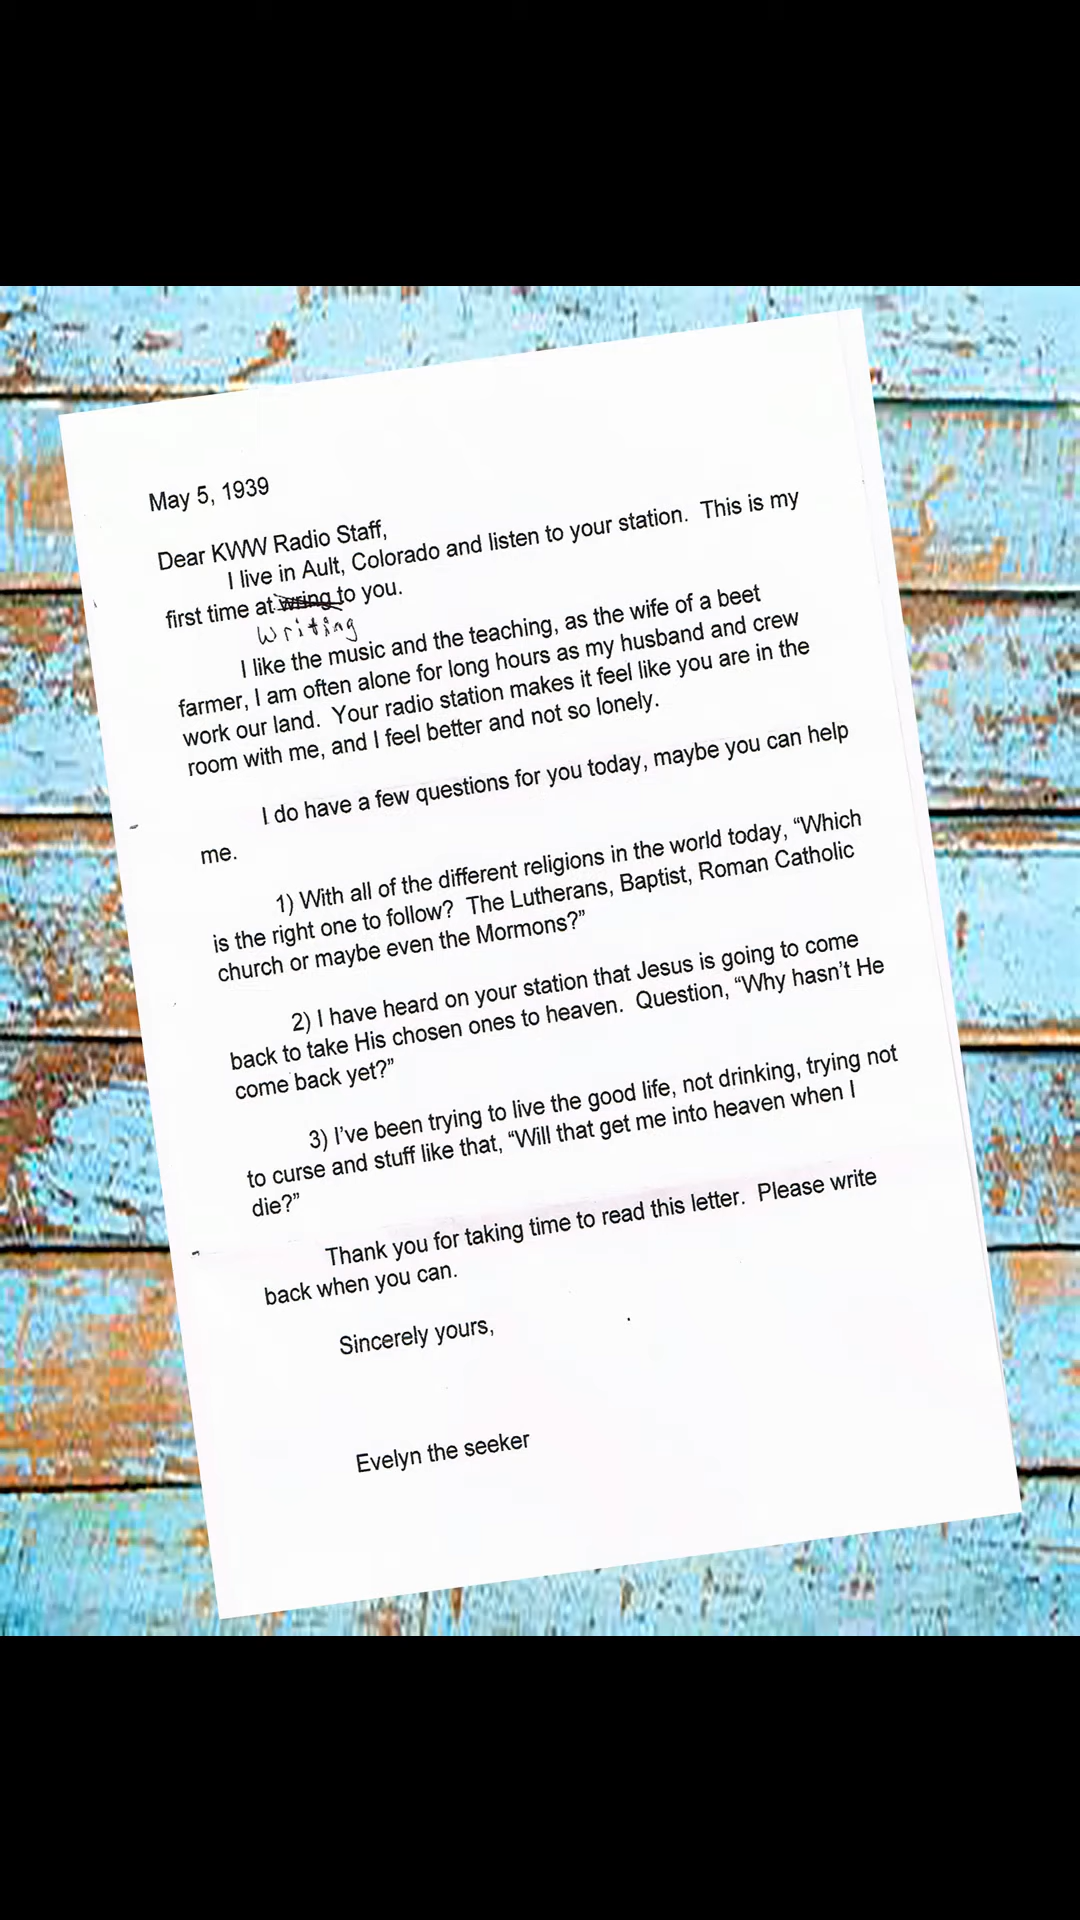 May 5, 1939
Dear KWW Radio Staff,
I live in Ault, Colorado and listen to your station. This is my
first time at wring to you.
writing
I like the music and the teaching, as the wife of a beet
farmer, I am often alone for long hours as my husband and crew
work our land. Your radio station makes it feel like you are in the
room with me, and I feel better and not so lonely.
I do have a few questions for you today, maybe you can help
me.
1) With all of the different religions in the world today, “Which
is the right one to follow? The Lutherans, Baptist, Roman Catholic
church or maybe even the Mormons?”
2) I have heard on your station that Jesus is going to come
back to take His chosen ones to heaven. Question, “Why hasn’t He
come back yet?”
3) I’ve been trying to live the good life, not drinking, trying not
to curse and stuff like that, “Will that get me into heaven when I
die?”
Thank you for taking time to read this letter. Please write
back when you can.
Sincerely yours,
Evelyn the seeker